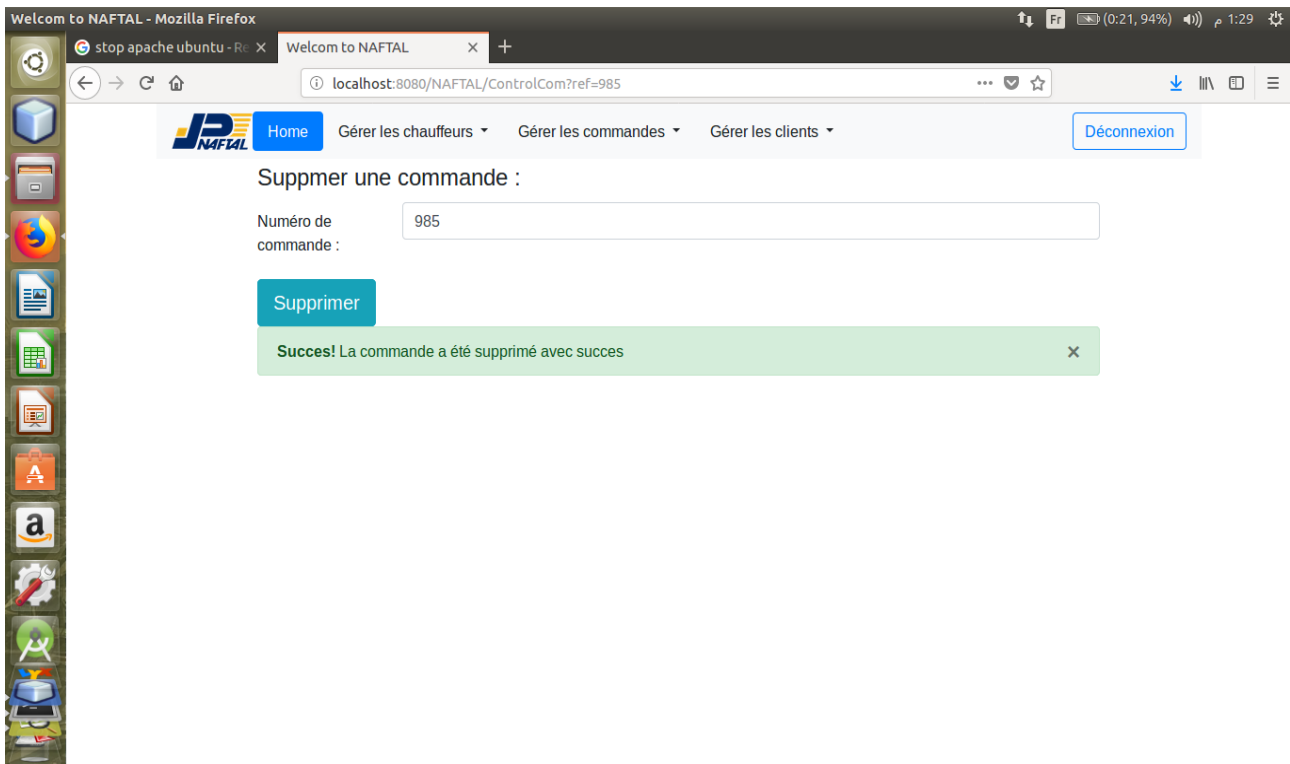 Welcom to NAFTAL - Mozilla Firefox
Fr (0:21, 94%) م 1:29
stop apache ubuntu - Re
Welcom to NAFTAL
localhost:8080/NAFTAL/ControlCom?ref=985
NAFTAL Home Gérer les chauffeurs Gérer les commandes Gérer les clients Déconnexion
Suppmer une commande :
Numéro de
commande :
985
Supprimer
Succes! La commande a été supprimé avec succes